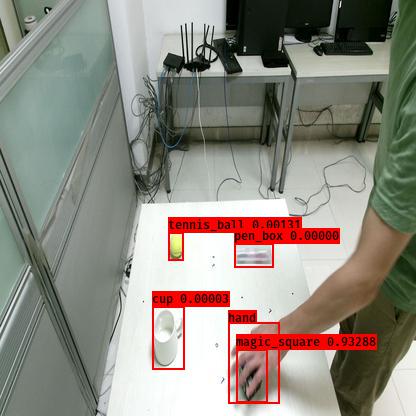 tennis_ball 0.00131
pen_box 0.00000
cup 0.00003
hand
magic_square 0.93288